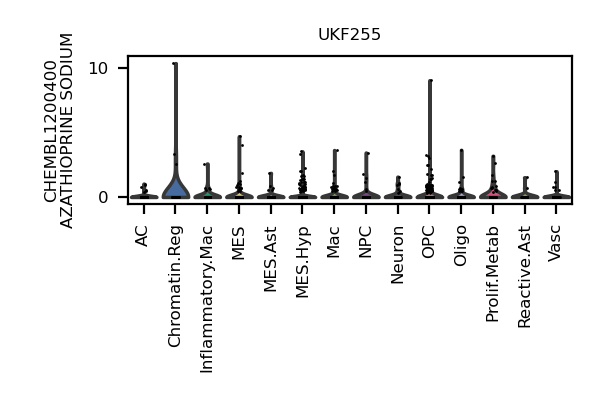 UKF255
CHEMBL1200400
AZATHIOPRINE SODIUM
10
0
AC
Chromatin.Reg
Inflammatory.Mac
MES
MES.Ast
MES.Hyp
Mac
NPC
Neuron
OPC
Oligo
Prolif.Metab
Reactive.Ast
Vasc